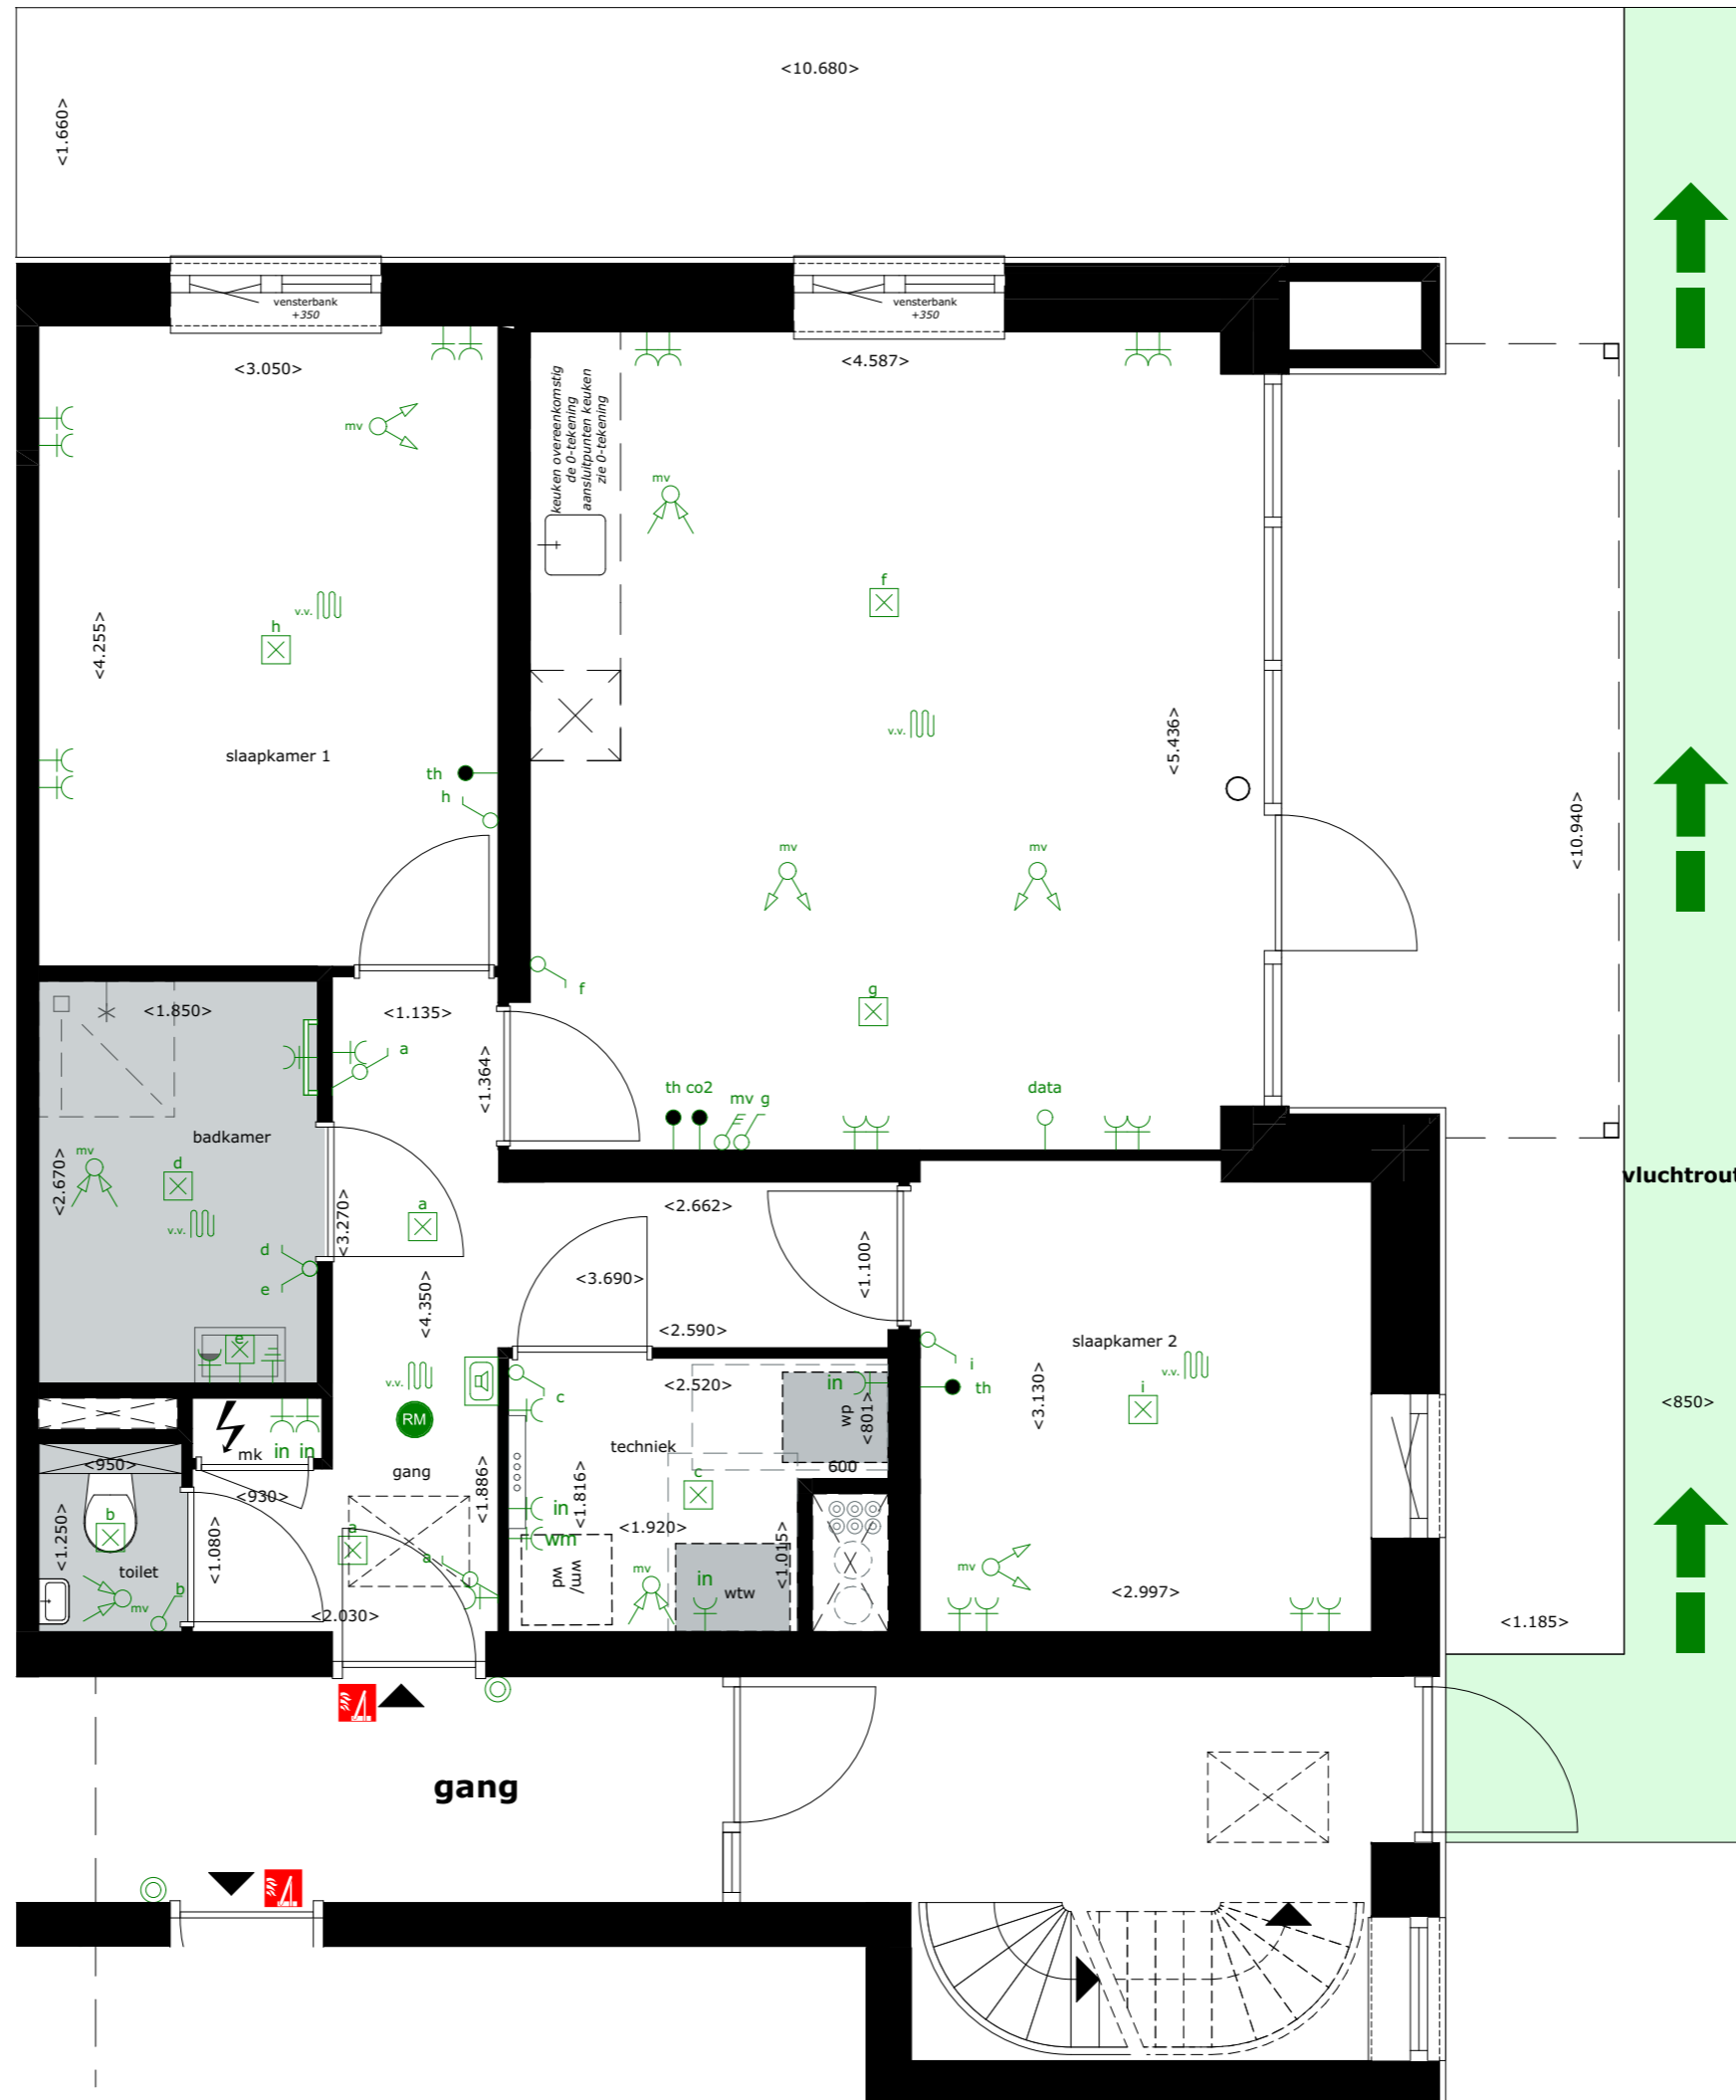 <10.680>
<1.660>
vensterbank
+350
vensterbank
+350
<3.050>
<4.587>
keuken overeenkomstig
de 0-tekening
aansluitpunten keuken
zie 0-tekening
mv
mv
f
v.v.
h
<4.255>
v.v.
<5.436>
slaapkamer 1
th
h
<10.940>
mv
mv
f
g
<1.850>
<1.135>
a
<1.364>
th co2
mv g
data
badkamer
mv
d
<2.670>
v.v.
<3.270>
a
d
e
<2.662>
<3.690>
<1.100>
<4.350>
<2.590>
vluchtrout
e
slaapkamer 2
i
v.v.
v.v.
<2.520>
in
th
c
wp
<801>
<3.130>
i
<850>
RM
mk
in in
techniek
<950>
gang
600
<930>
<1.886>
c
b
<1.250>
<1.080>
in
<1.816>
wm
<1.920>
<1.015>
a
a
toilet
mv
b
wm/
wd
mv
in
wtw
mv
<2.997>
<2.030>
<1.185>
gang